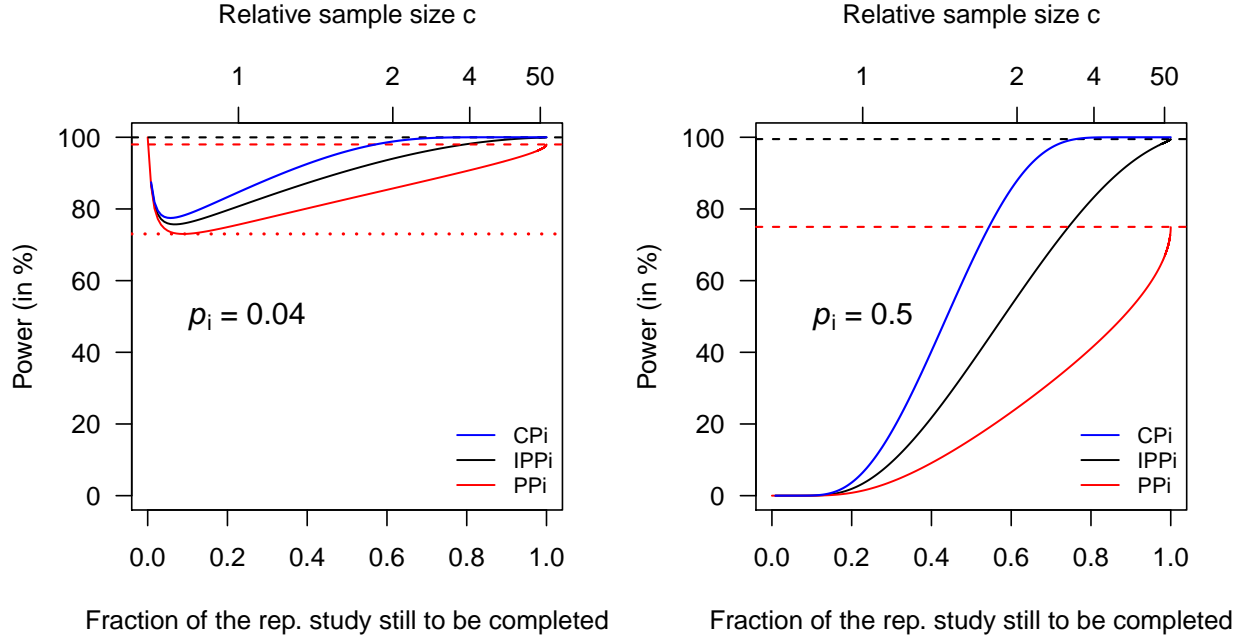 Relative sample size c
1 2 4 50
Power (in %)
100
80
60
40
20
0
pi = 0.04
CPi
IPPi
PPi
0.0 0.2 0.4 0.6 0.8 1.0
Fraction of the rep. study still to be completed
Relative sample size c
1 2 4 50
Power (in %)
100
80
60
40
20
0
pi = 0.5
CPi
IPPi
PPi
0.0 0.2 0.4 0.6 0.8 1.0
Fraction of the rep. study still to be completed